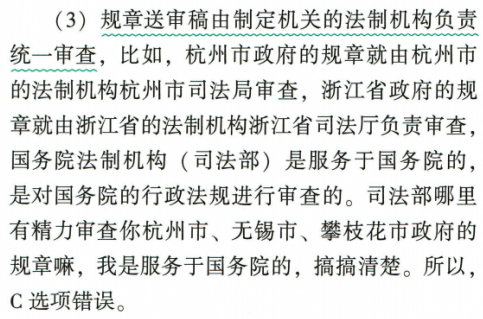 (3)规章送审稿由制定机关的法制机构负责
统一审查，比如，杭州市政府的规章就由杭州市
的法制机构杭州市司法局审查，浙江省政府的规
章就由浙江省的法制机构浙江省司法厅负责审查，
国务院法制机构（司法部）是服务于国务院的，
是对国务院的行政法规进行审查的。司法部哪里
有精力审查你杭州市、无锡市、攀枝花市政府的
规章嘛，我是服务于国务院的，搞搞清楚。所以，
C 选项错误。